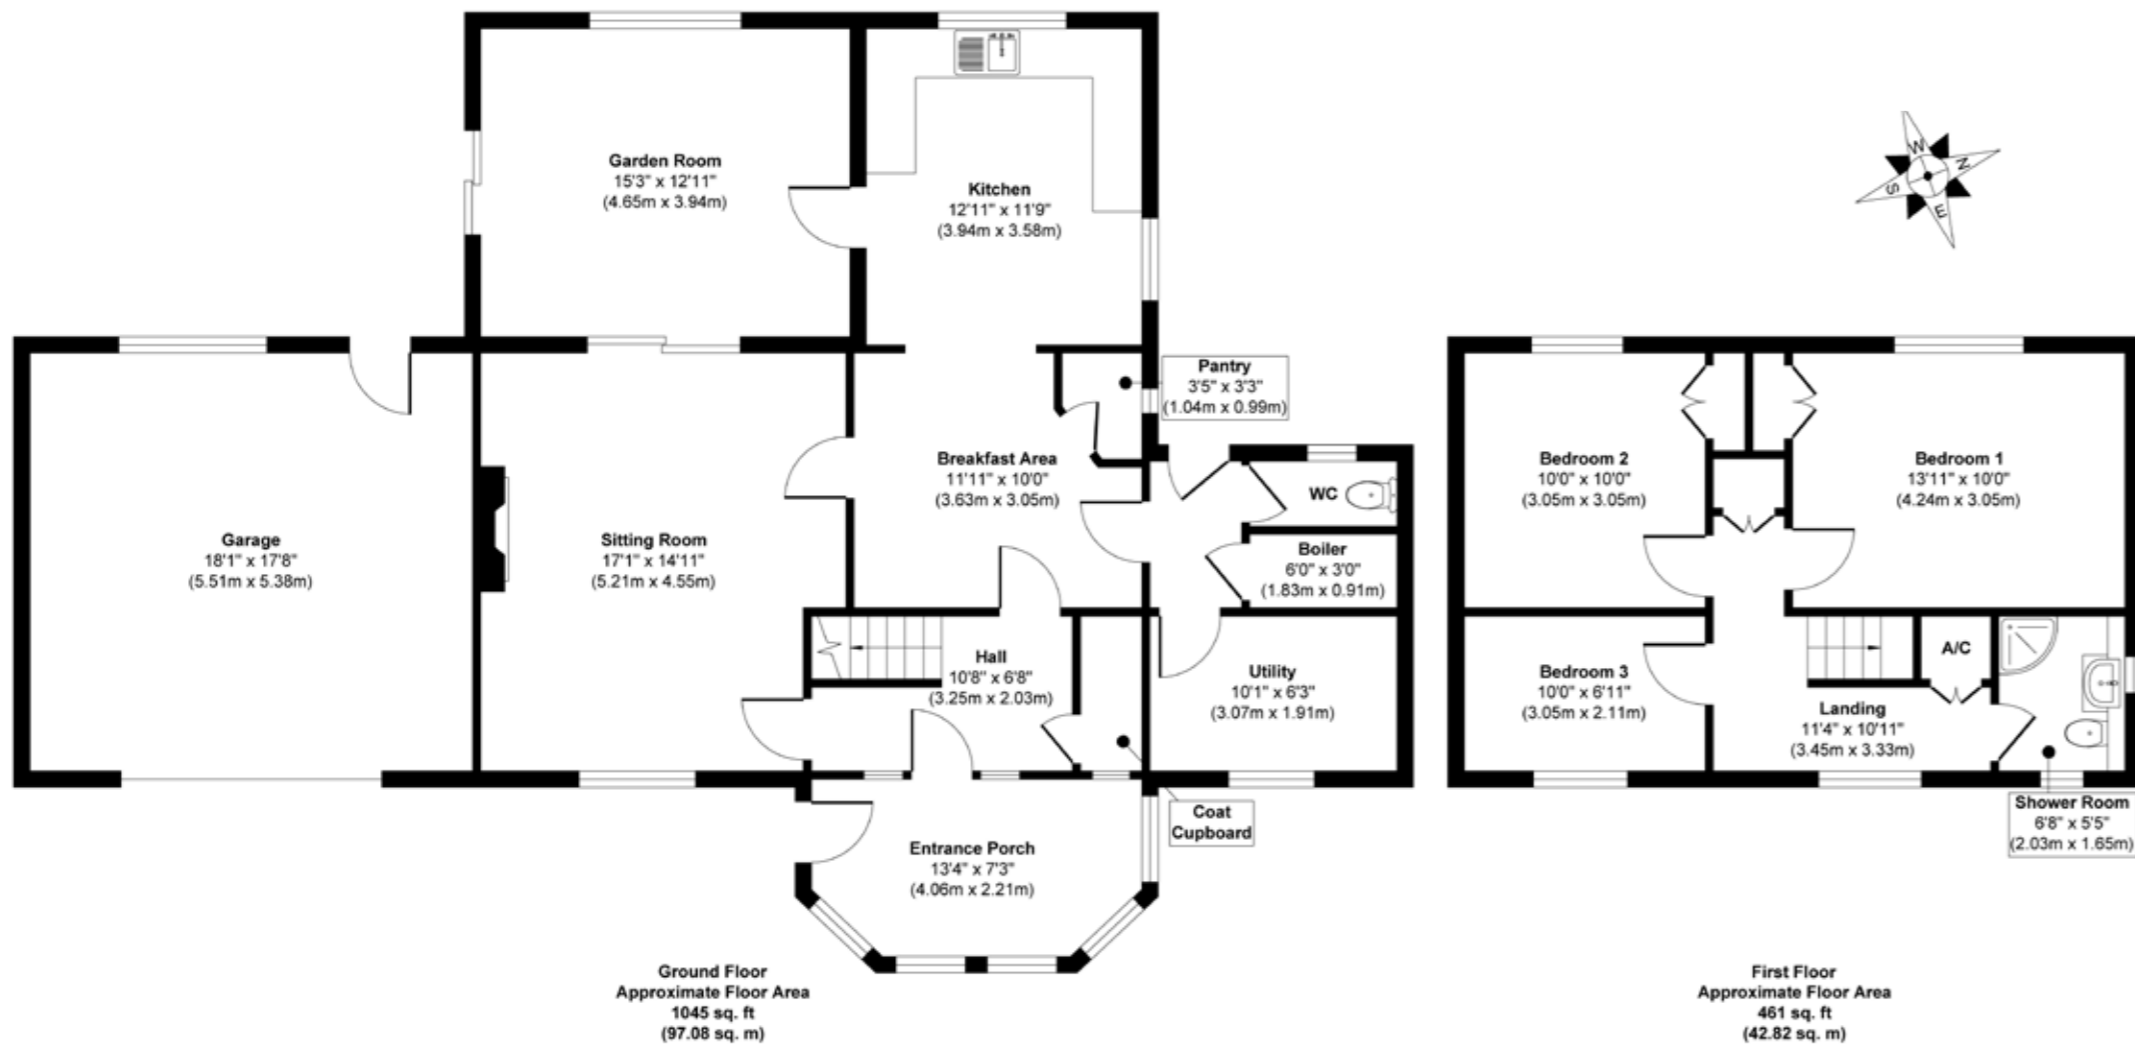 Garden Room
15'3" x 12'11"
(4.65m x 3.94m)
Kitchen
12'11" x 11'9"
(3.94m x 3.58m)
W
N
S
E
Pantry
3'5" x 3'3"
(1.04m x 0.99m)
Breakfast Area
11'11" x 10'0"
(3.63m x 3.05m)
WC
Boiler
6'0" x 3'0"
(1.83m x 0.91m)
Garage
18'1" x 17'8"
(5.51m x 5.38m)
Sitting Room
17'1" x 14'11"
(5.21m x 4.55m)
Hall
10'8" x 6'8"
(3.25m x 2.03m)
Utility
10'1" x 6'3"
(3.07m x 1.91m)
Coat
Cupboard
Entrance Porch
13'4" x 7'3"
(4.06m x 2.21m)
Ground Floor
Approximate Floor Area
1045 sq. ft
(97.08 sq. m)
Bedroom 2
10'0" x 10'0"
(3.05m x 3.05m)
Bedroom 1
13'11" x 10'0"
(4.24m x 3.05m)
Bedroom 3
10'0" x 6'11"
(3.05m x 2.11m)
A/C
Landing
11'4" x 10'11"
(3.45m x 3.33m)
Shower Room
6'8" x 5'5"
(2.03m x 1.65m)
First Floor
Approximate Floor Area
461 sq. ft
(42.82 sq. m)